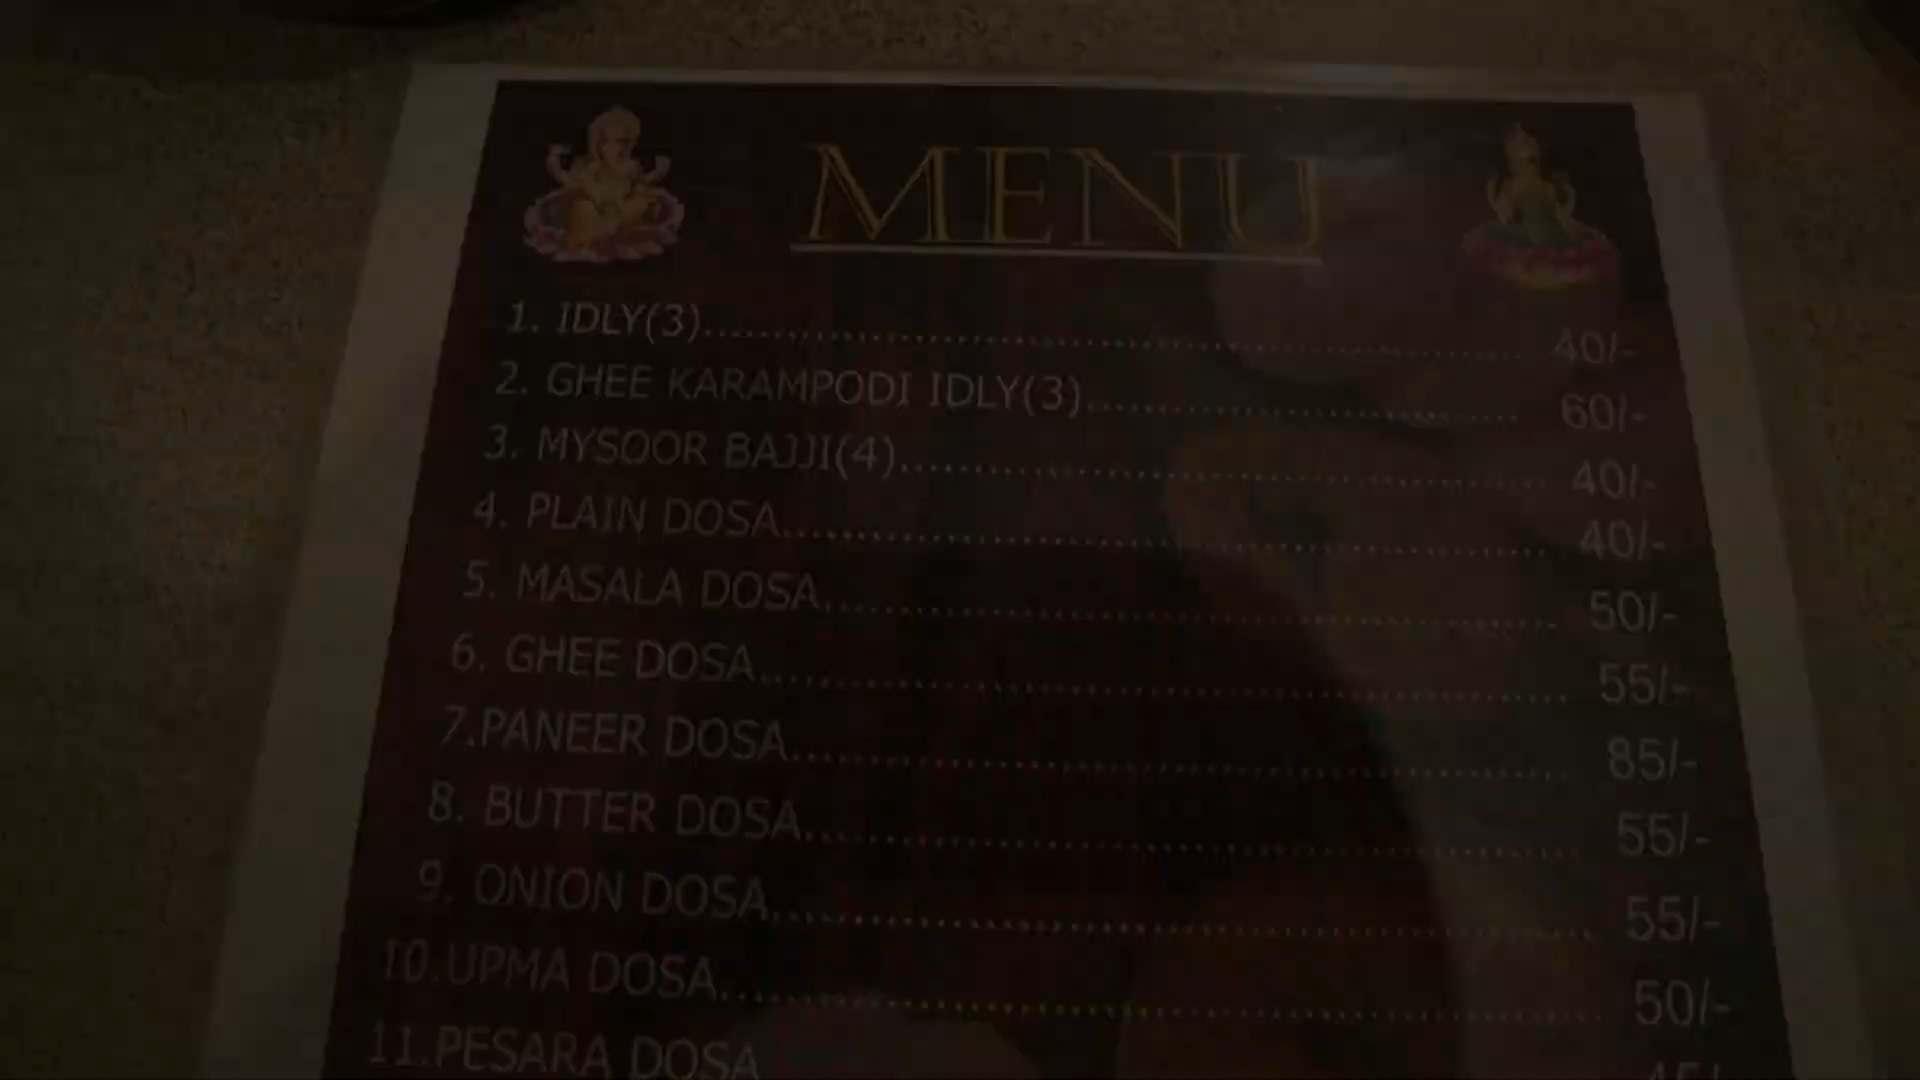 MENU
1. IDLY(3)........................................ 40/-
2. GHEE KARAMPODI IDLY(3)........................................ 60/-
3. MYSOOR BAJJI(4)........................................ 40/-
4. PLAIN DOSA........................................ 40/-
5. MASALA DOSA........................................ 50/-
6. GHEE DOSA........................................ 55/-
7.PANEER DOSA........................................ 85/-
8. BUTTER DOSA........................................ 55/-
9. ONION DOSA........................................ 55/-
10.UPMA DOSA........................................ 50/-
11.PESARA DOSA